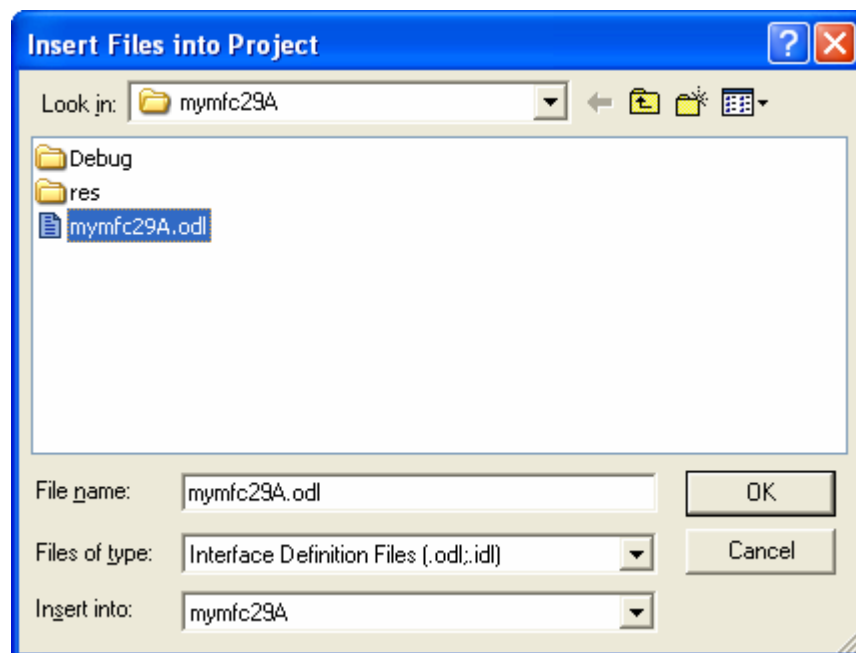 Insert Files into Project
Look in: mymfc29A
Debug
res
mymfc29A.odl
File name: mymfc29A.odl OK
Files of type: Interface Definition Files (.odl;.idl) Cancel
Insert into: mymfc29A